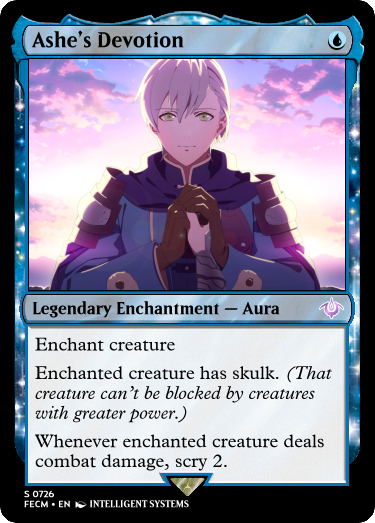 Ashe's Devotion
Legendary Enchantment — Aura
Enchant creature
Enchanted creature has skulk. (That
creature can't be blocked by creatures
with greater power.)
Whenever enchanted creature deals
combat damage, scry 2.
S 0726
FECM • EN INTELLIGENT SYSTEMS